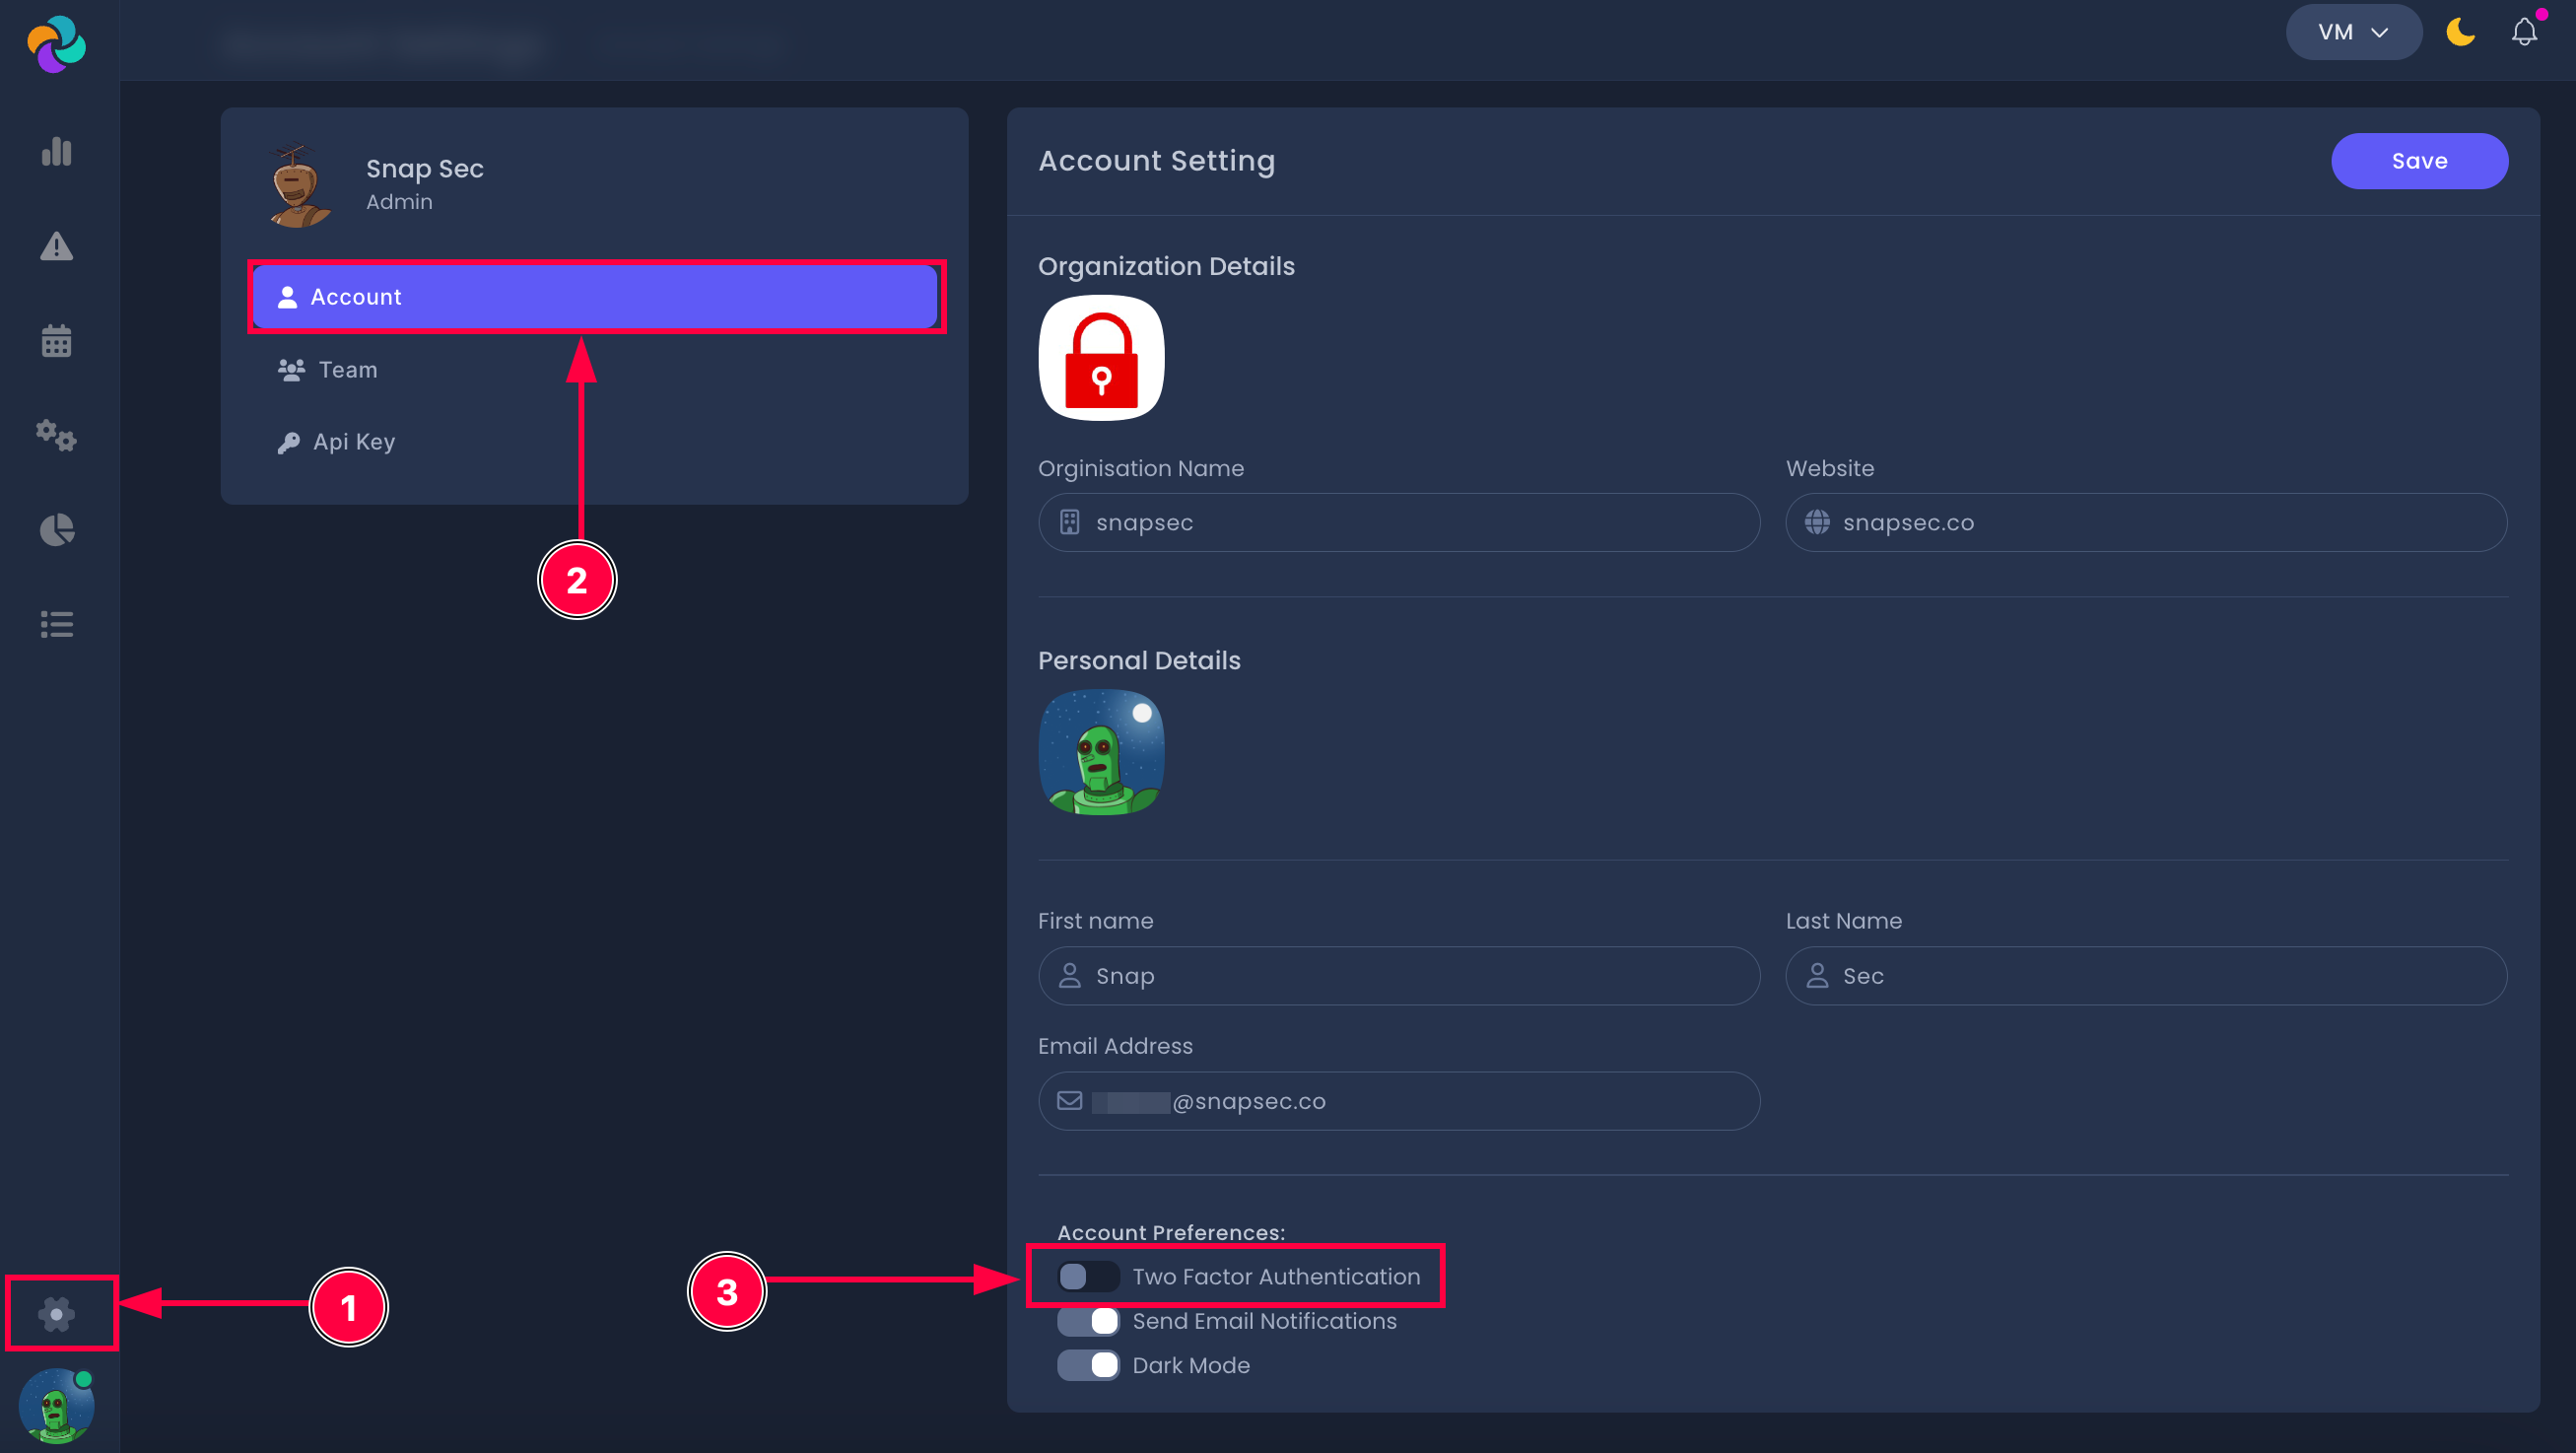 VM
Snap Sec
Admin
Account
Team
Api Key
2
1
3
Account Setting
Save
Organization Details
Orginisation Name
Website
snapsec
snapsec.co
Personal Details
First name
Last Name
Snap
Sec
Email Address
@snapsec.co
Account Preferences:
Two Factor Authentication
Send Email Notifications
Dark Mode